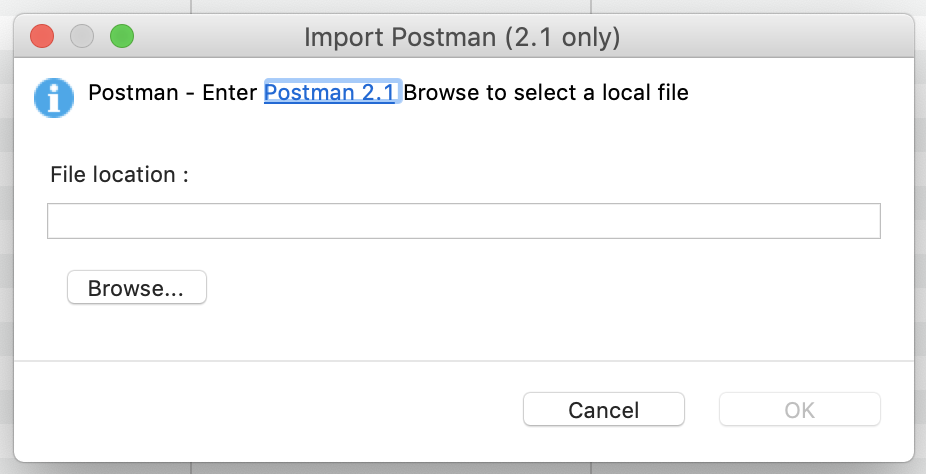 Import Postman (2.1 only)
Postman - Enter Postman 2.1 Browse to select a local file
File location :
Browse...
Cancel
OK